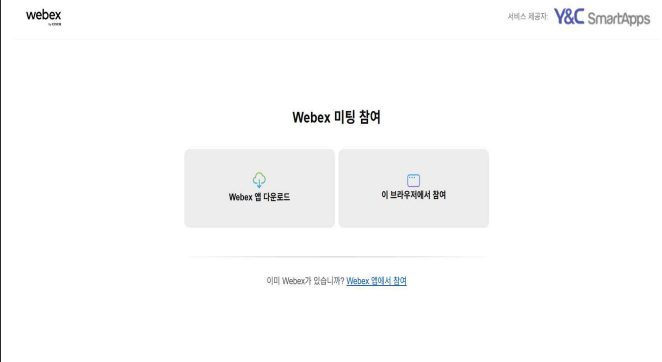 webex
by CISCO
서비스 제공자: Y&C SmartApps
Webex 미팅 참여
Webex 앱 다운로드
이 브라우저에서 참여
이미 Webex가 있습니까? Webex 앱에서 참여